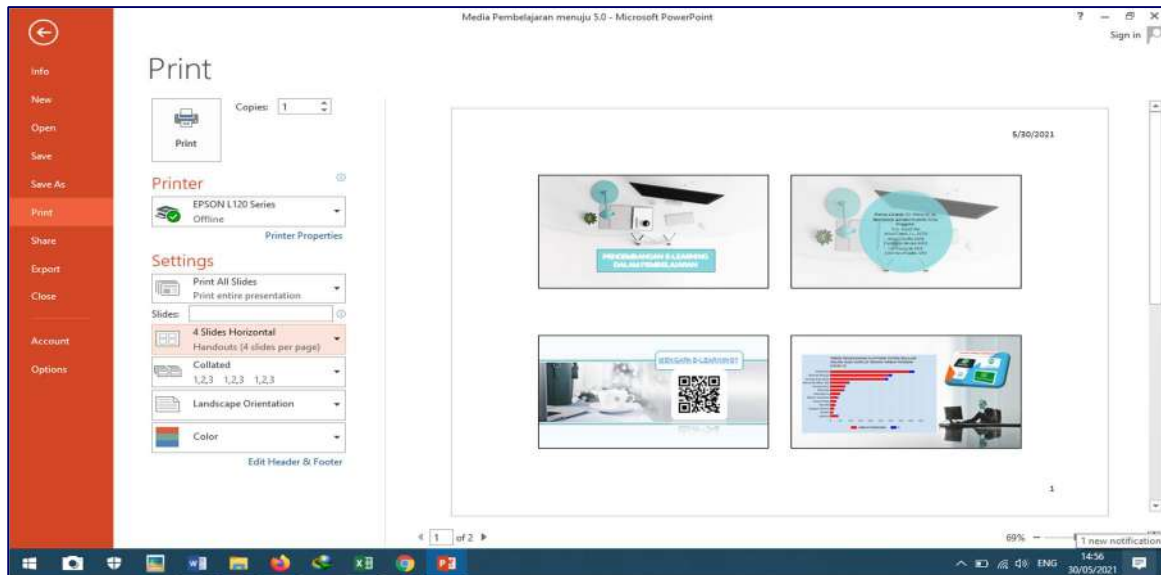 Media Pembelajaran menuju 5.0 - Microsoft PowerPoint
?
Sign in
Info
New
Open
Save
Save As
Print
Share
Export
Close
Account
Options
Print
Print
Copies: 1
Printer
EPSON L120 Series
Offline
Printer Properties
Settings
Print All Slides
Print entire presentation
Slides:
4 Slides Horizontal
Handouts (4 slides per page)
Collated
1,2,3 1,2,3 1,2,3
Landscape Orientation
Color
Edit Header & Footer
5/30/2021
PENGEMBANGAN E-LEARNING
DALAM PEMBELAJARAN
MENGAPA E-LEARNING?
1
1 of 2
69%
1 new notification
ENG
14:56
30/05/2021